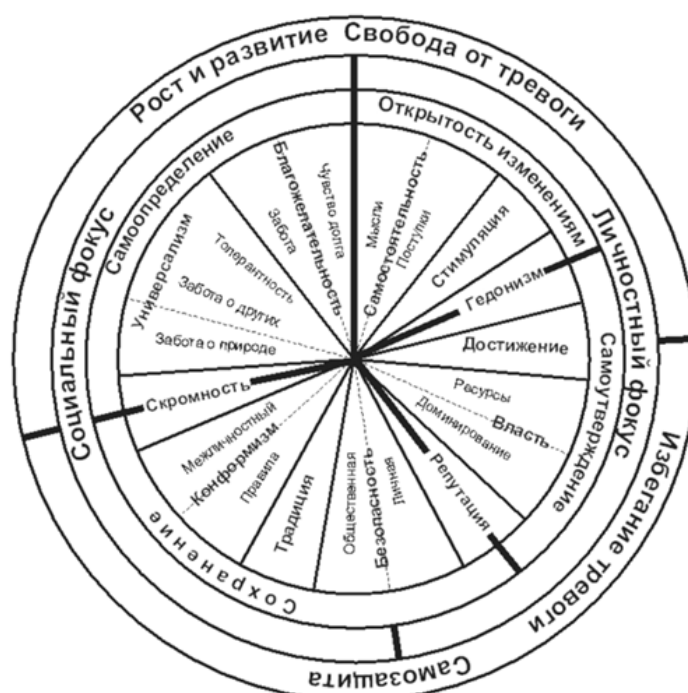 Рост и развитие
Свобода от тревоги
Избегание тревоги
Самозащита
Социальный фокус
Личностный фокус
Самоопределение
Открытость изменениям
Самоутверждение
Сохранение
Мысли
Самостоятельность
Поступки
Стимуляция
Гедонизм
Достижение
Ресурсы
Власть
Доминирование
Репутация
Личная
Безопасность
Общественная
Традиция
Правила
Конформизм
Межличностный
Скромность
Забота о природе
Универсализм
Забота о других
Толерантность
Забота
Благожелательность
Чувство долга